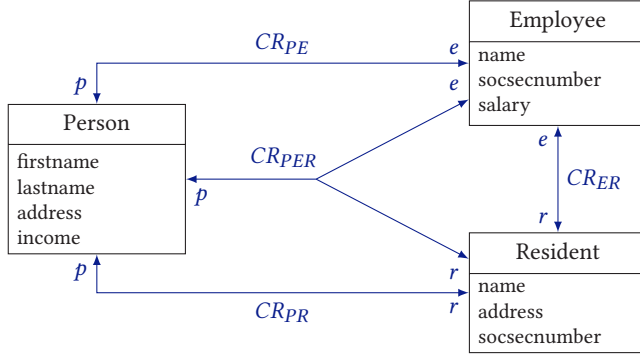 Employee
name
socsecnumber
salary
CR_PE
p
e
e
Person
firstname
lastname
address
income
CR_PER
p
e
CR_ER
r
Resident
name
address
socsecnumber
p
CR_PR
r
r